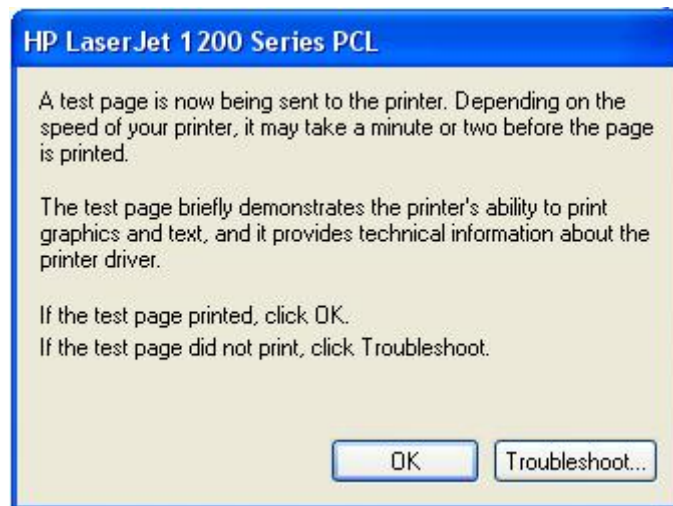 HP LaserJet 1200 Series PCL
A test page is now being sent to the printer. Depending on the
speed of your printer, it may take a minute or two before the page
is printed.
The test page briefly demonstrates the printer's ability to print
graphics and text, and it provides technical information about the
printer driver.
If the test page printed, click OK.
If the test page did not print, click Troubleshoot.
OK Troubleshoot...